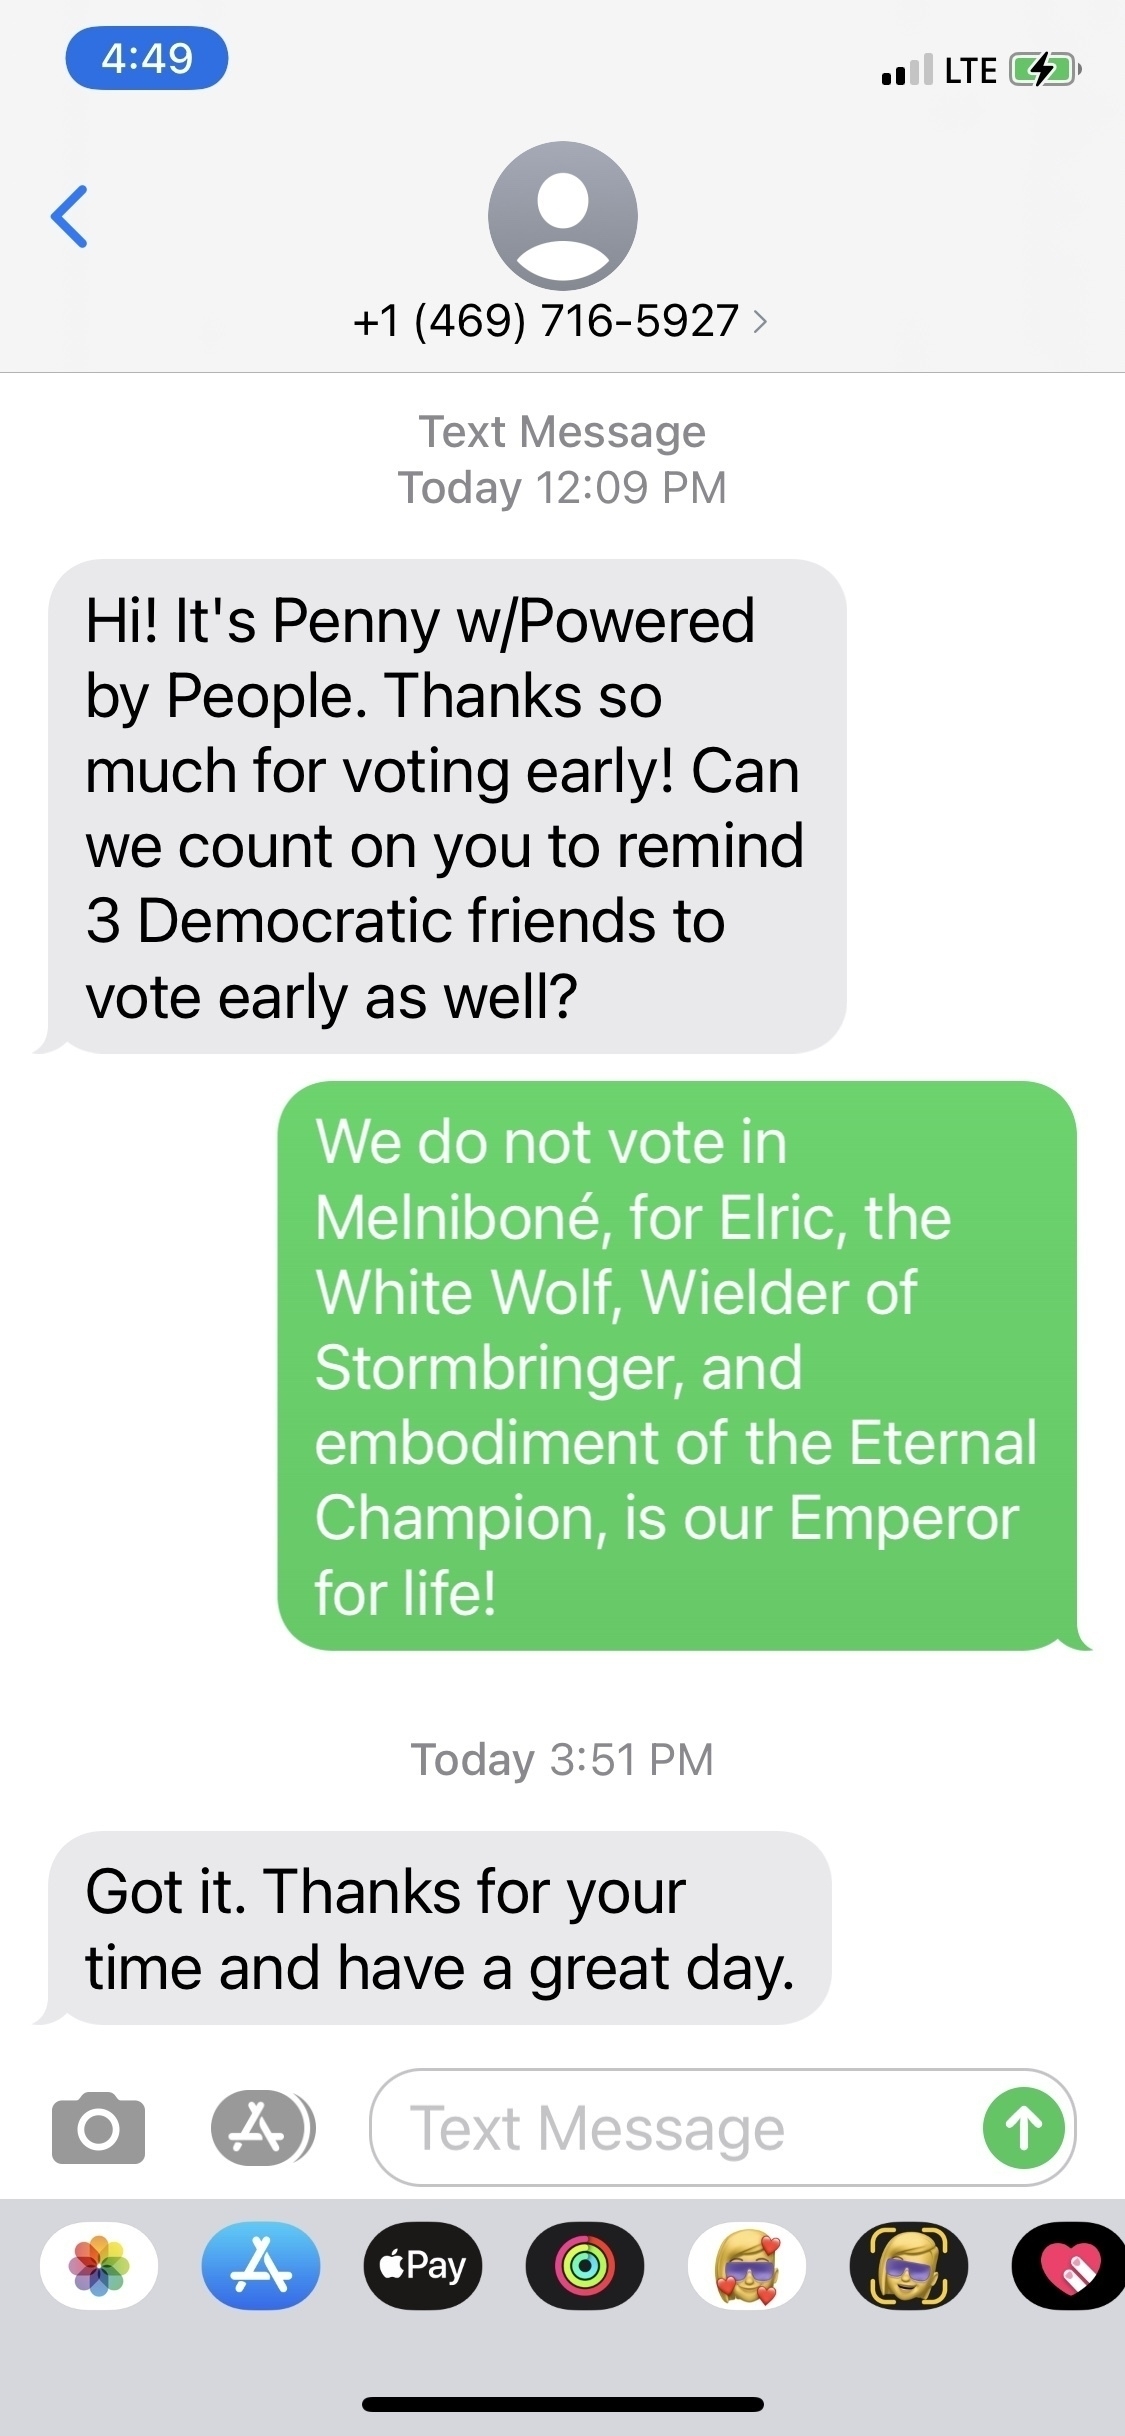 4:49
LTE
+1 (469) 716-5927
Text Message
Today 12:09 PM
Hi! It's Penny w/Powered
by People. Thanks so
much for voting early! Can
we count on you to remind
3 Democratic friends to
vote early as well?
We do not vote in
Melniboné, for Elric, the
White Wolf, Wielder of
Stormbringer, and
embodiment of the Eternal
Champion, is our Emperor
for life!
Today 3:51 PM
Got it. Thanks for your
time and have a great day.
Text Message
Pay